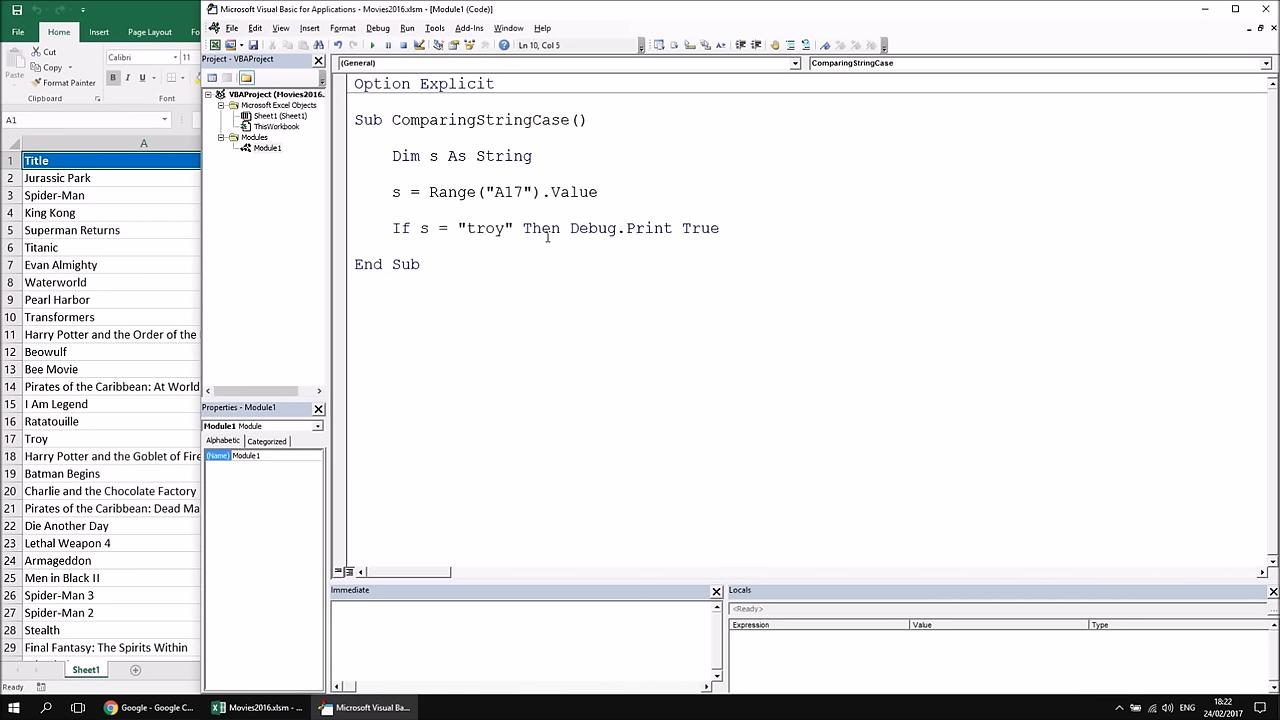 Microsoft Visual Basic for Applications - Movies2016.xlsm - [Module1 (Code)]
File Home Insert Page Layout Fo
File Edit View Insert Format Debug Run Tools Add-Ins Window Help
Cut
Copy
Format Painter
Paste
Clipboard
Calibri 11
B I U
Ln 10, Col 5
A1
Project - VBAProject
VBAProject (Movies2016.
Microsoft Excel Objects
Sheet1 (Sheet1)
ThisWorkbook
Modules
Module1
(General)
ComparingStringCase
Option Explicit
Sub ComparingStringCase()
Dim s As String
s = Range("A17").Value
If s = "troy" Then Debug.Print True
End Sub
A
1 Title
2 Jurassic Park
3 Spider-Man
4 King Kong
5 Superman Returns
6 Titanic
7 Evan Almighty
8 Waterworld
9 Pearl Harbor
10 Transformers
11 Harry Potter and the Order of the
12 Beowulf
13 Bee Movie
14 Pirates of the Caribbean: At World
15 I Am Legend
16 Ratatouille
17 Troy
18 Harry Potter and the Goblet of Fire
19 Batman Begins
20 Charlie and the Chocolate Factory
21 Pirates of the Caribbean: Dead Ma
22 Die Another Day
23 Lethal Weapon 4
24 Armageddon
25 Men in Black II
26 Spider-Man 3
27 Spider-Man 2
28 Stealth
29 Final Fantasy: The Spirits Within
Sheet1
Ready
Properties - Module1
Module1 Module
Alphabetic Categorized
(Name) Module1
Immediate
Locals
<Ready>
Expression Value Type
Google - Google C...
Movies2016.xlsm - ...
Microsoft Visual Ba...
ENG
18:22
24/02/2017